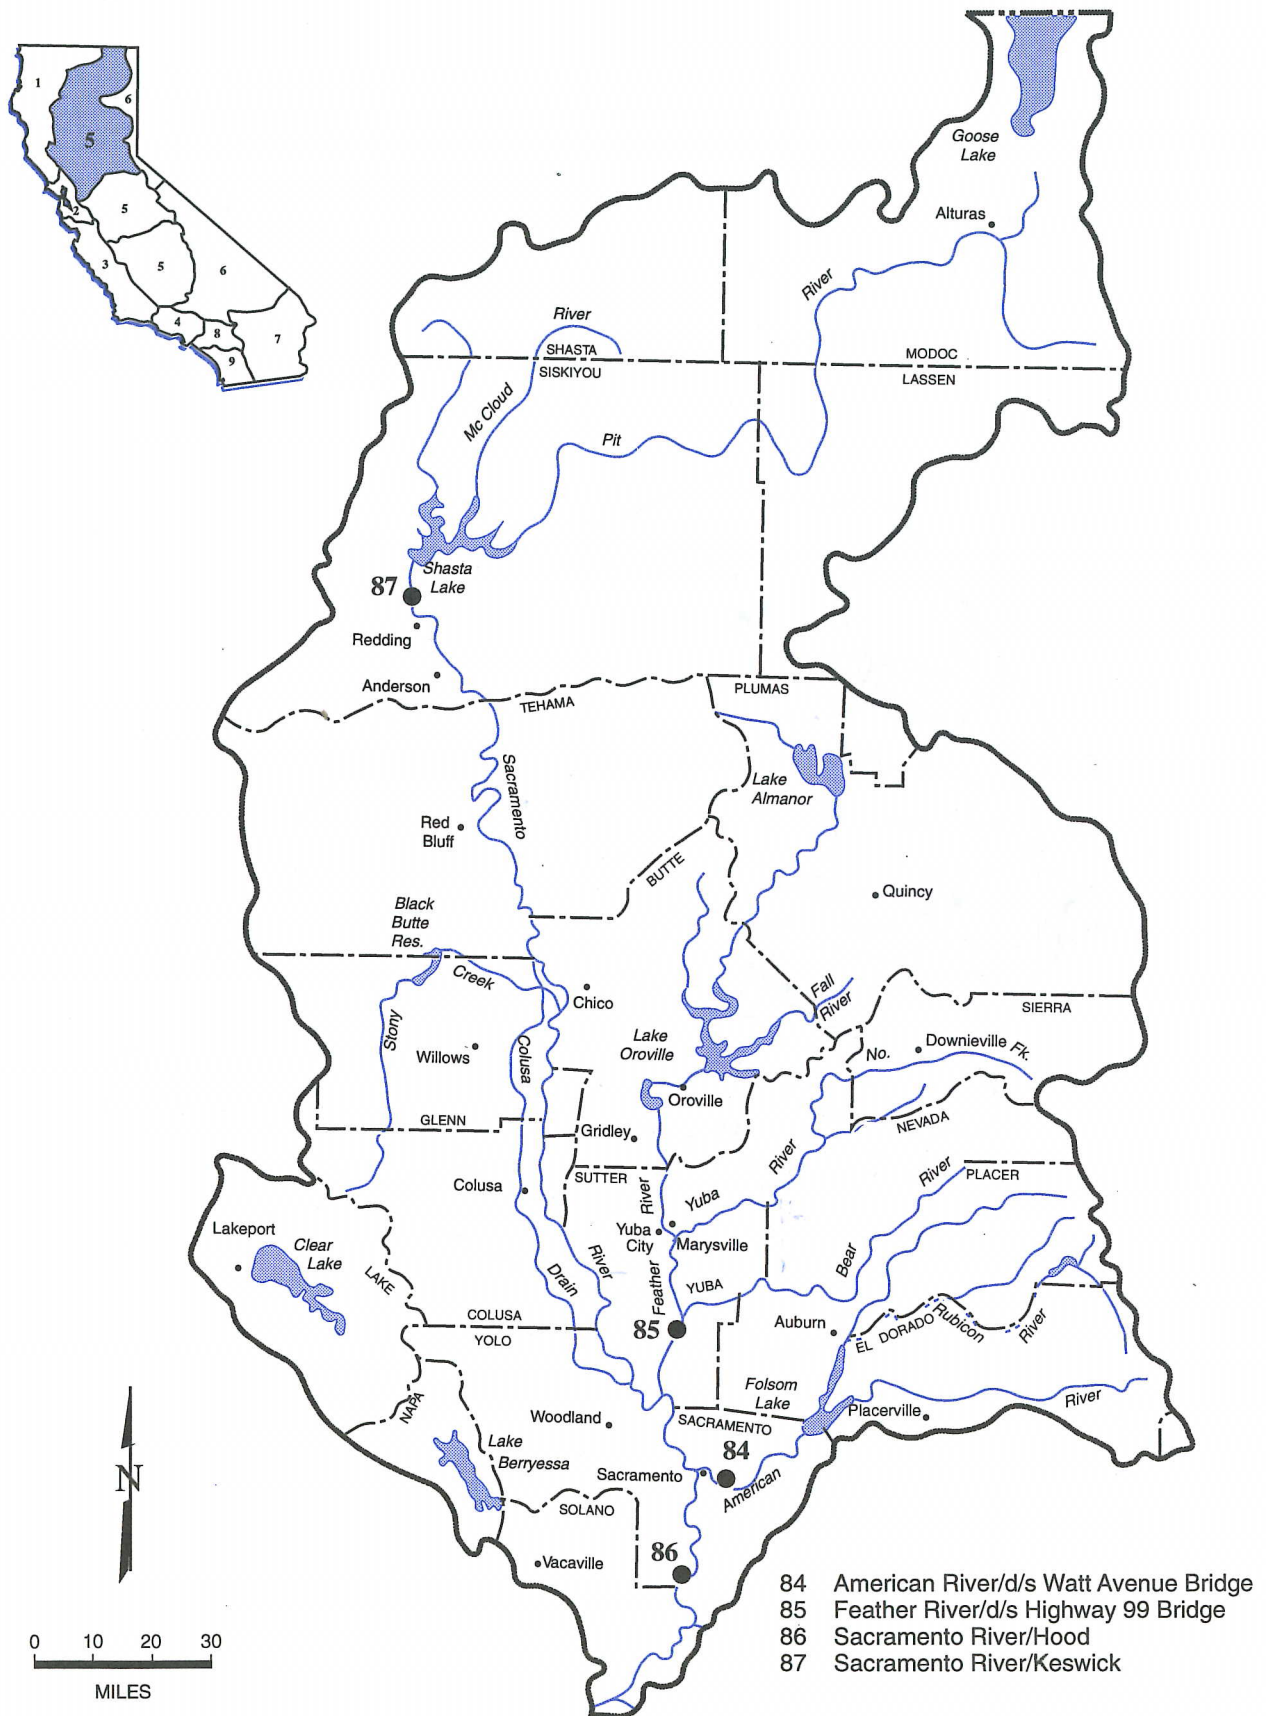 1
6
5
2
5
3
5
6
4
8
7
9
Goose
Lake
Alturas
River
River
SHASTA
SISKIYOU
MODOC
LASSEN
Mc Cloud
Pit
Shasta
Lake
87
Redding
Anderson
TEHAMA
PLUMAS
Sacramento
Lake
Almanor
Red
Bluff
BUTTE
Quincy
Black
Butte
Res.
Creek
Chico
Fall
River
SIERRA
Stony
Willows
Colusa
Lake
Oroville
No.
Downieville
Fk.
Oroville
GLENN
Gridley
NEVADA
River
SUTTER
River
PLACER
Colusa
River
Yuba
Lakeport
Clear
Lake
Yuba
City
Marysville
LAKE
Drain
River
Feather
YUBA
Bear
COLUSA
YOLO
85
Auburn
EL DORADO
Rubicon
River
NAPA
Folsom
Lake
Placerville
River
Woodland
SACRAMENTO
Lake
Berryessa
84
Sacramento
American
SOLANO
N
Vacaville
86
84 American River/d/s Watt Avenue Bridge
85 Feather River/d/s Highway 99 Bridge
86 Sacramento River/Hood
87 Sacramento River/Keswick
0 10 20 30
MILES